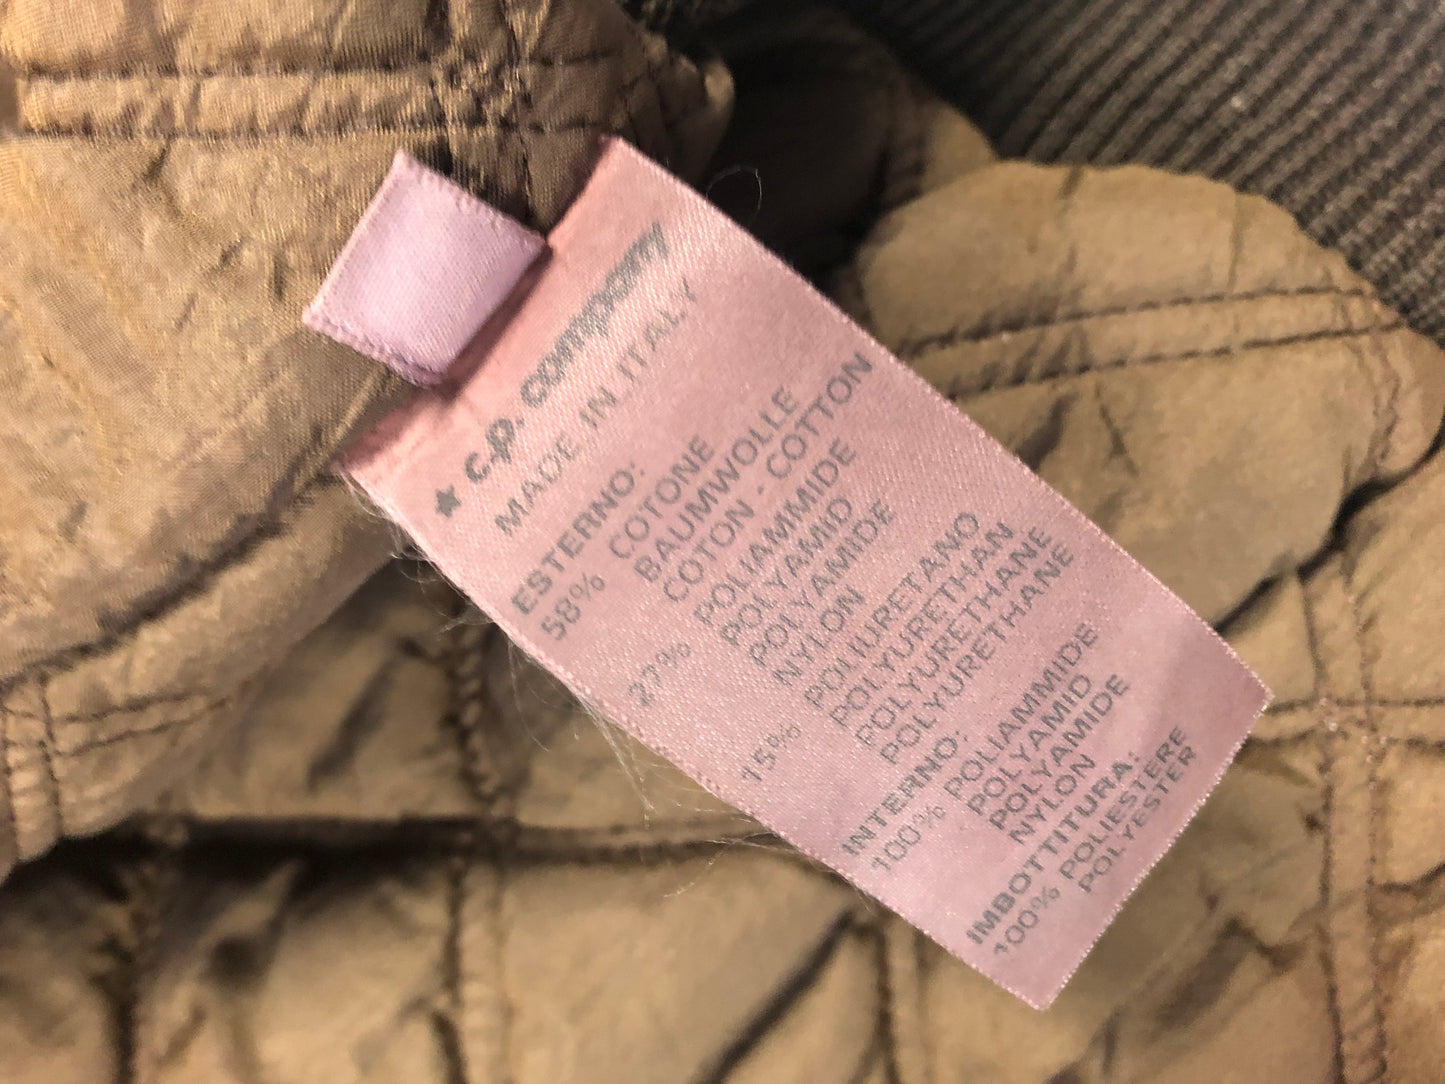 ★ c.p. company
MADE IN ITALY
ESTERNO:
58% COTONE
BAUMWOLLE
COTON - COTTON
27% POLIAMMIDE
POLYAMID
POLYAMIDE
NYLON
15% POLIURETANO
POLYURETHAN
POLYURETHANE
POLYURETHANE
INTERNO:
100% POLIAMMIDE
POLYAMID
POLYAMIDE
NYLON
IMBOTTITURA:
100% POLIESTERE
POLYESTER